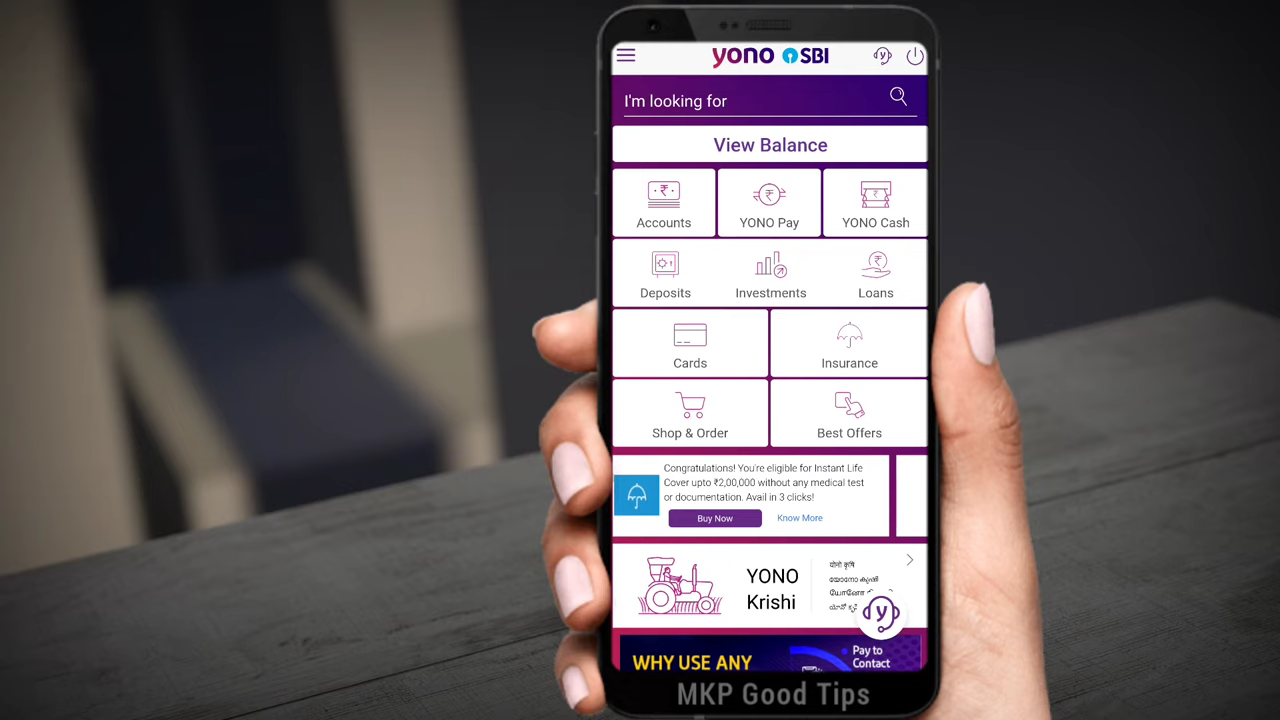 yono SBI
I'm looking for
View Balance
Accounts YONO Pay YONO Cash
Deposits Investments Loans
Cards Insurance
Shop & Order Best Offers
Congratulations! You're eligible for Instant Life
Cover upto ₹2,00,000 without any medical test
or documentation. Avail in 3 clicks!
Buy Now Know More
YONO
Krishi
योनो कृषि
യോനോ കൃഷി
WHY USE ANY
Pay to
Contact
MKP Good Tips